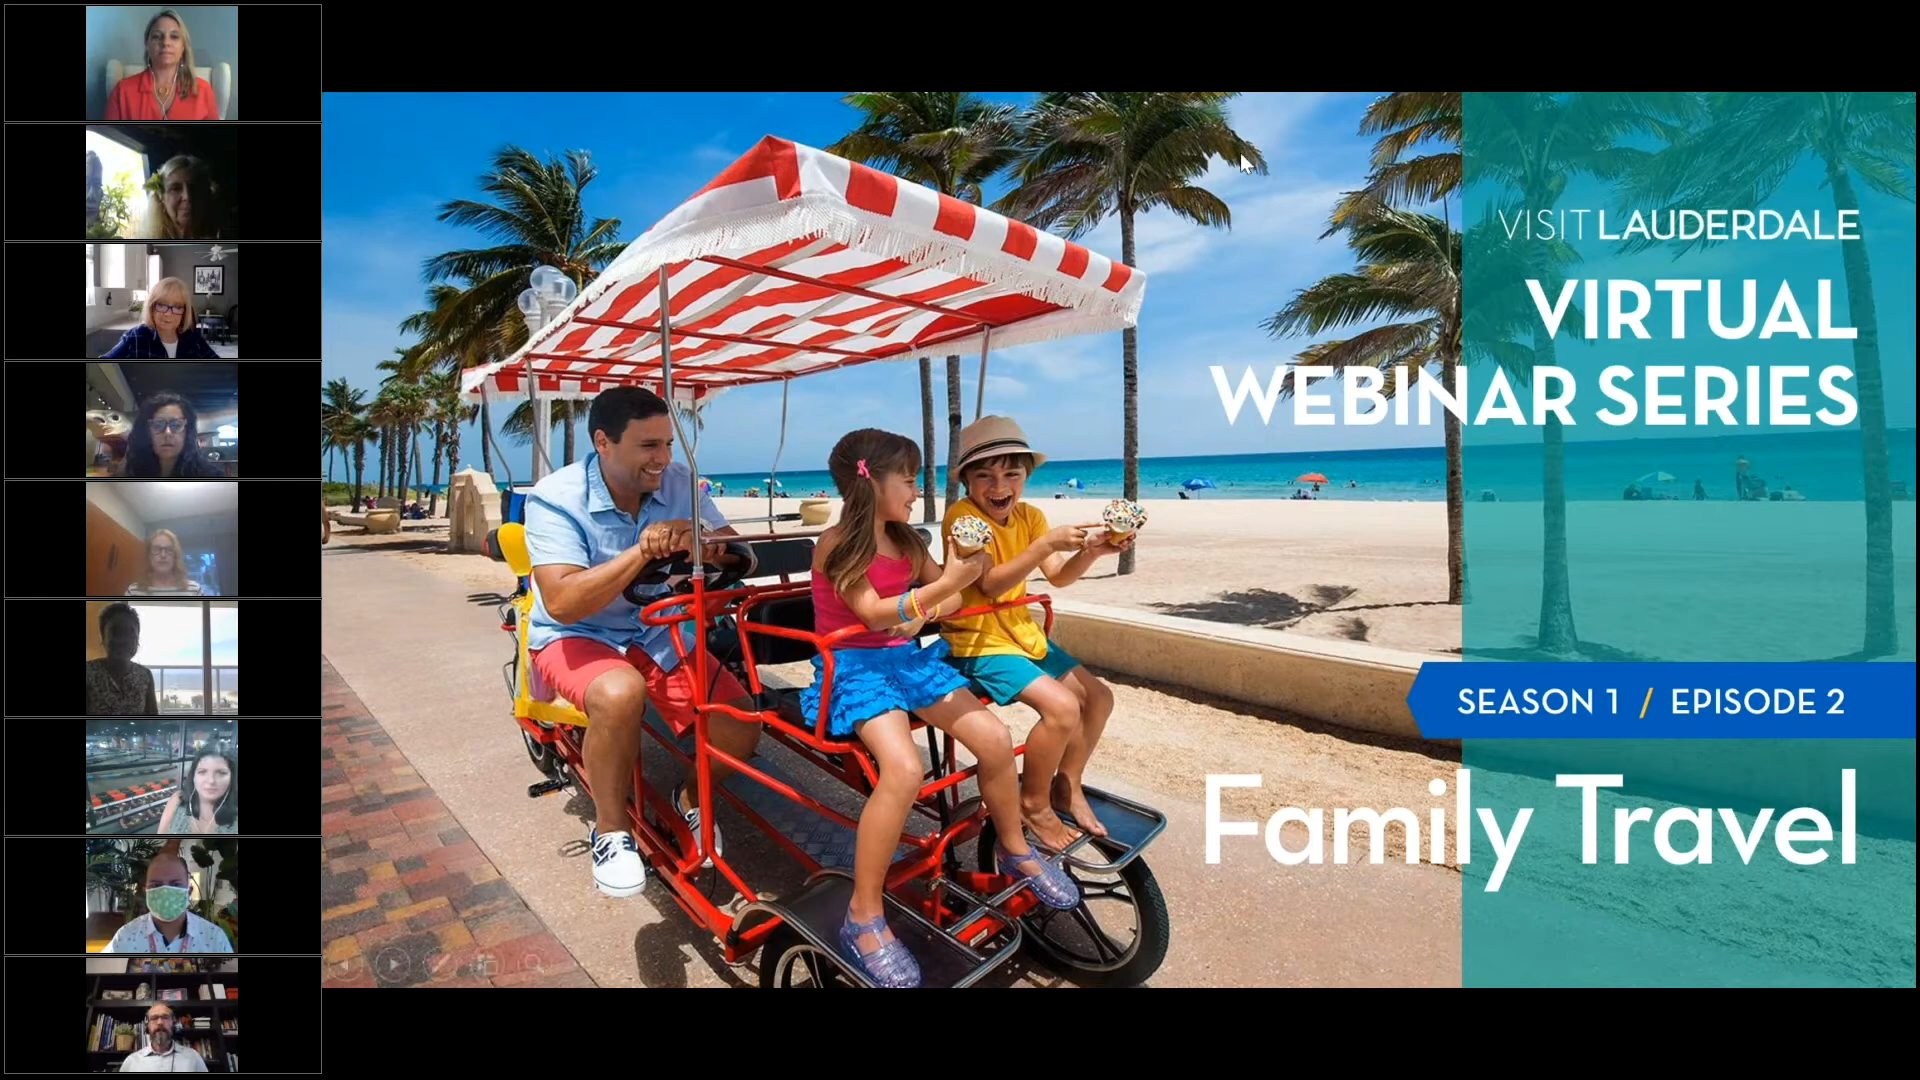 VISIT LAUDERDALE
VIRTUAL
WEBINAR SERIES
SEASON 1 / EPISODE 2
Family Travel